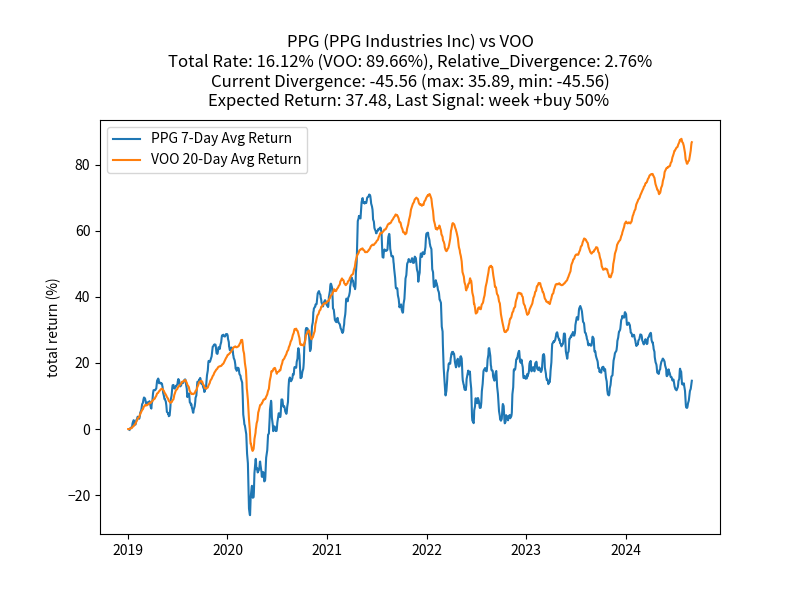 PPG (PPG Industries Inc) vs VOO
Total Rate: 16.12% (VOO: 89.66%), Relative_Divergence: 2.76%
Current Divergence: -45.56 (max: 35.89, min: -45.56)
Expected Return: 37.48, Last Signal: week +buy 50%
PPG 7-Day Avg Return
VOO 20-Day Avg Return
total return (%)
80
60
40
20
0
−20
2019 2020 2021 2022 2023 2024